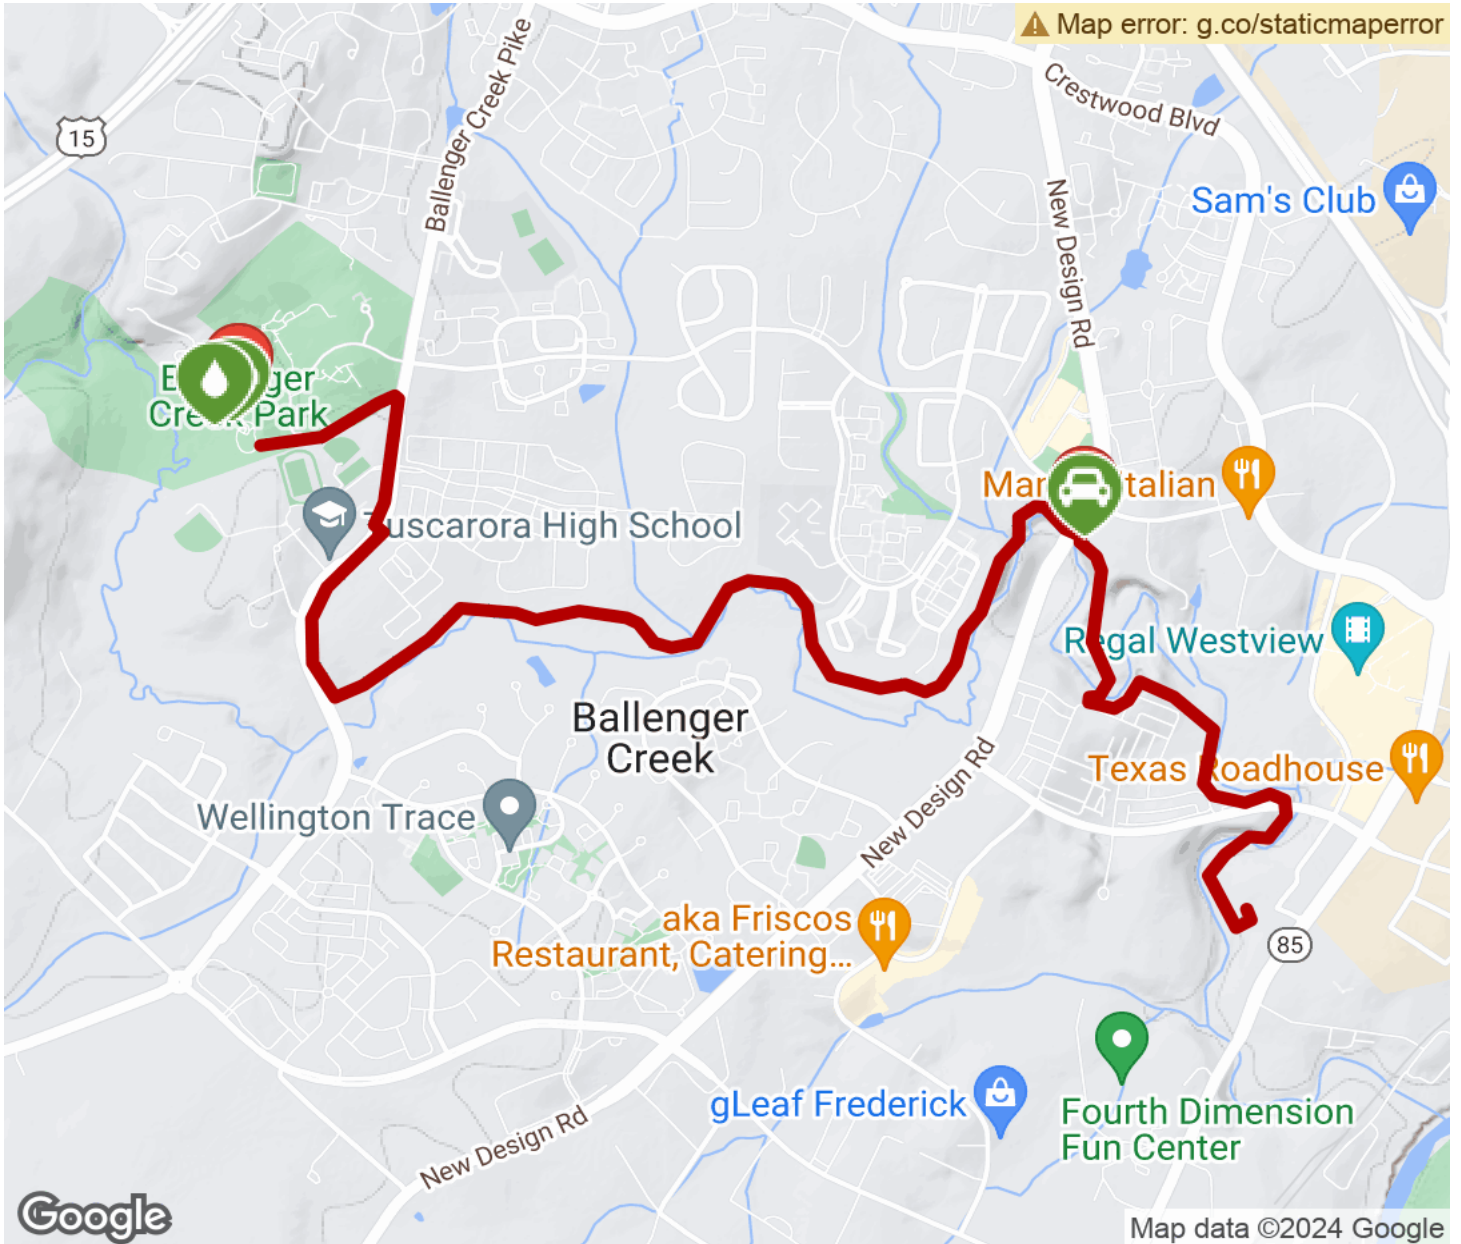 Map error: g.co/staticmaperror
Crestwood Blvd
15
Ballenger Creek Pike
New Design Rd
Sam's Club
Creek Park
Italian
Tuscarora High School
Regal Westview
Ballenger
Creek
Texas Roadhouse
Wellington Trace
New Design Rd
aka Friscos
Restaurant, Catering...
85
gLeaf Frederick
Fourth Dimension
Fun Center
New Design Rd
Google
Map data ©2024 Google